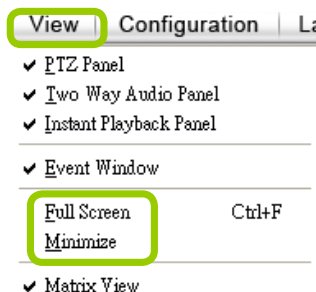 View Configuration La
✔ PTZ Panel
✔ Two Way Audio Panel
✔ Instant Playback Panel
✔ Event Window
Full Screen Ctrl+F
Minimize
✔ Matrix View